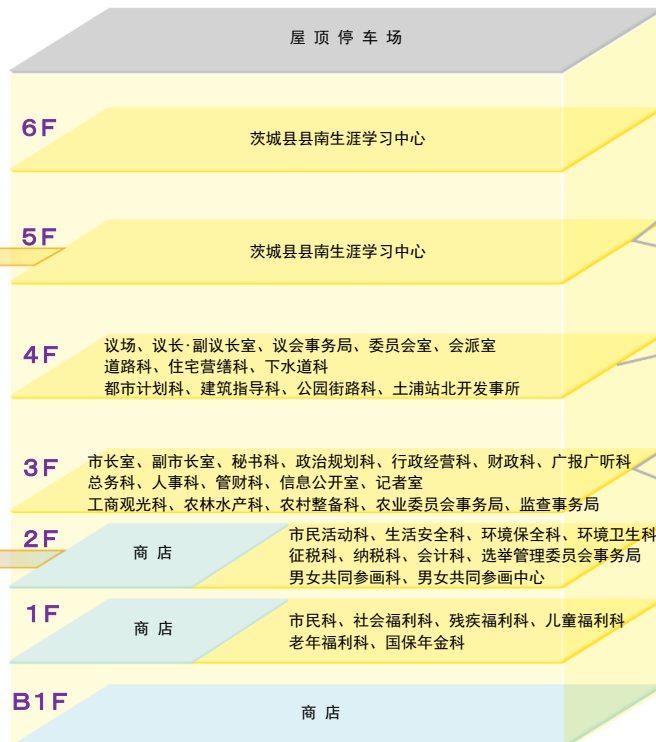 屋顶停车场
6F
茨城县县南生涯学习中心
5F
茨城县县南生涯学习中心
4F
议场、议长·副议长室、议会事务局、委员会室、会派室
道路科、住宅营缮科、下水道科
都市计划科、建筑指导科、公园街路科、土浦站北开发事所
3F
市长室、副市长室、秘书科、政治规划科、行政经营科、财政科、广报广听科
总务科、人事科、管财科、信息公开室、记者室
工商观光科、农林水产科、农村整备科、农业委员会事务局、监查事务局
2F
商店
市民活动科、生活安全科、环境保全科、环境卫生科
征税科、纳税科、会计科、选举管理委员会事务局
男女共同参画科、男女共同参画中心
1F
商店
市民科、社会福利科、残疾福利科、儿童福利科
老年福利科、国保年金科
B1F
商店